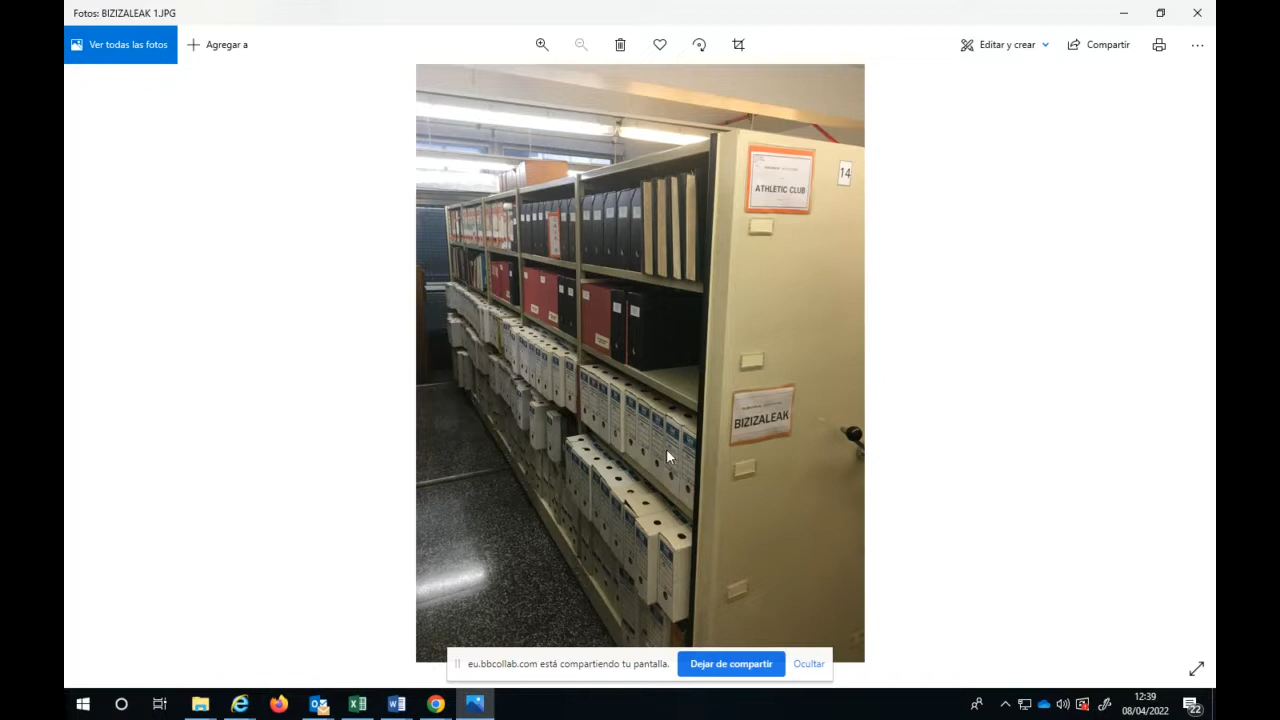 Fotos: BIZIZALEAK 1.JPG
Ver todas las fotos
Agregar a
Editar y crear
Compartir
ATHLETIC CLUB
14
BIZIZALEAK
eu.bbcollab.com está compartiendo tu pantalla.
Dejar de compartir
Ocultar
12:39
08/04/2022
22